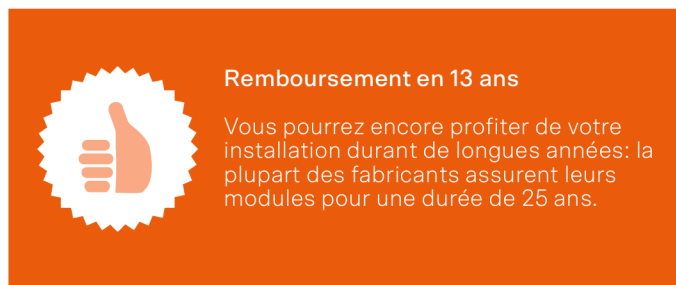 Remboursement en 13 ans
Vous pourrez encore profiter de votre
installation durant de longues années: la
plupart des fabricants assurent leurs
modules pour une durée de 25 ans.